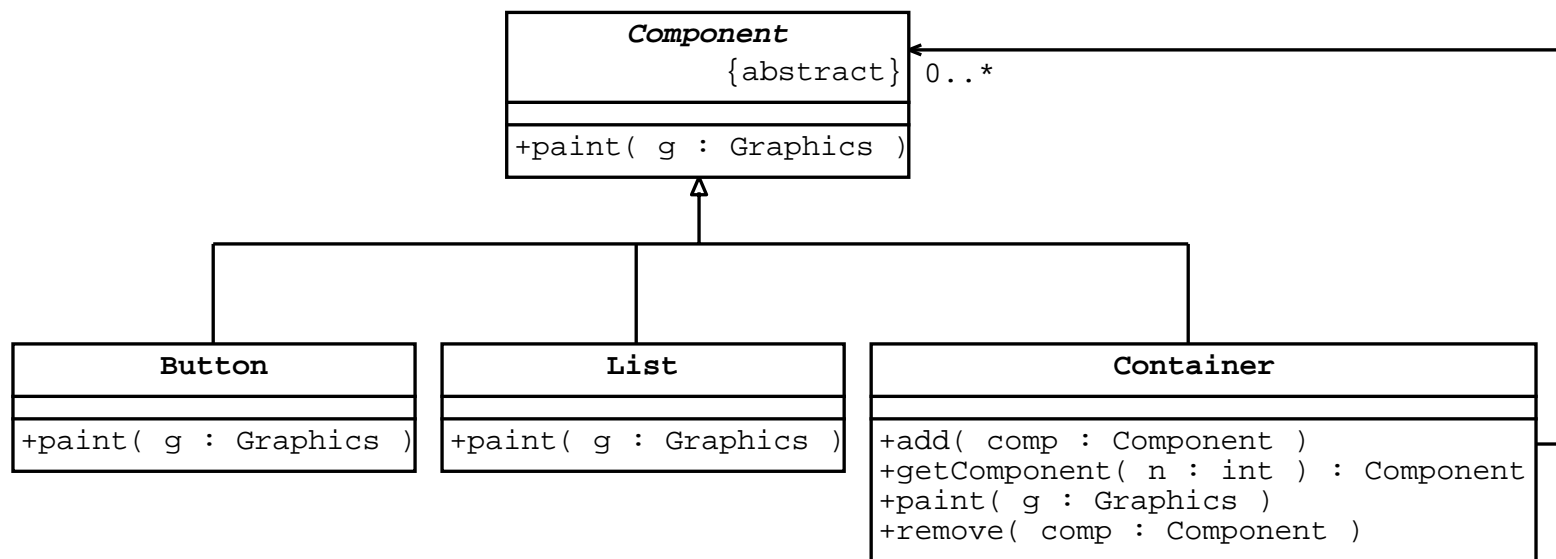 Component
{abstract}
0..*
+paint( g : Graphics )
Button
+paint( g : Graphics )
List
+paint( g : Graphics )
Container
+add( comp : Component )
+getComponent( n : int ) : Component
+paint( g : Graphics )
+remove( comp : Component )